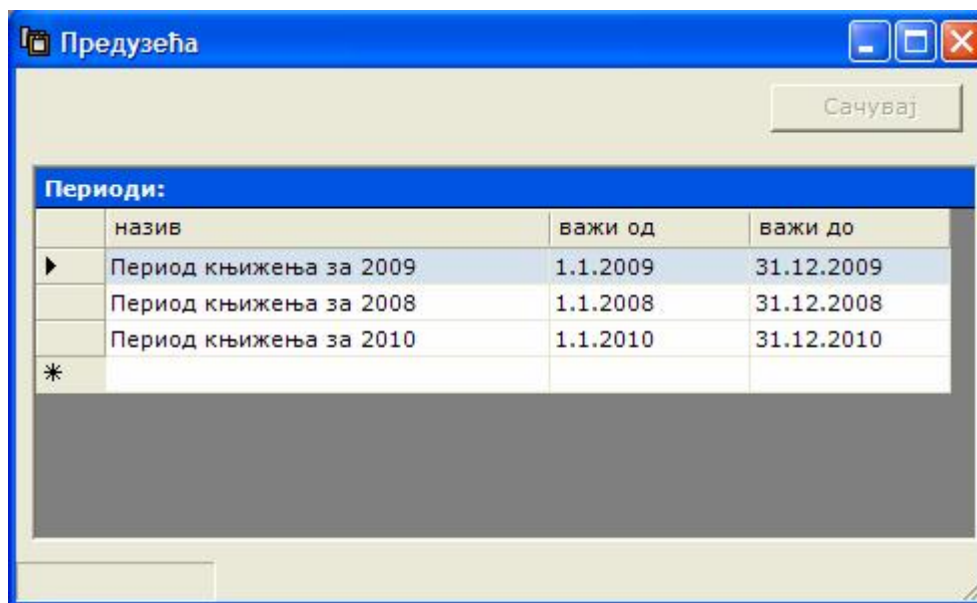 Предузећа
Сачувај
Периоди:
назив важи од важи до
Период књижења за 2009 1.1.2009 31.12.2009
Период књижења за 2008 1.1.2008 31.12.2008
Период књижења за 2010 1.1.2010 31.12.2010